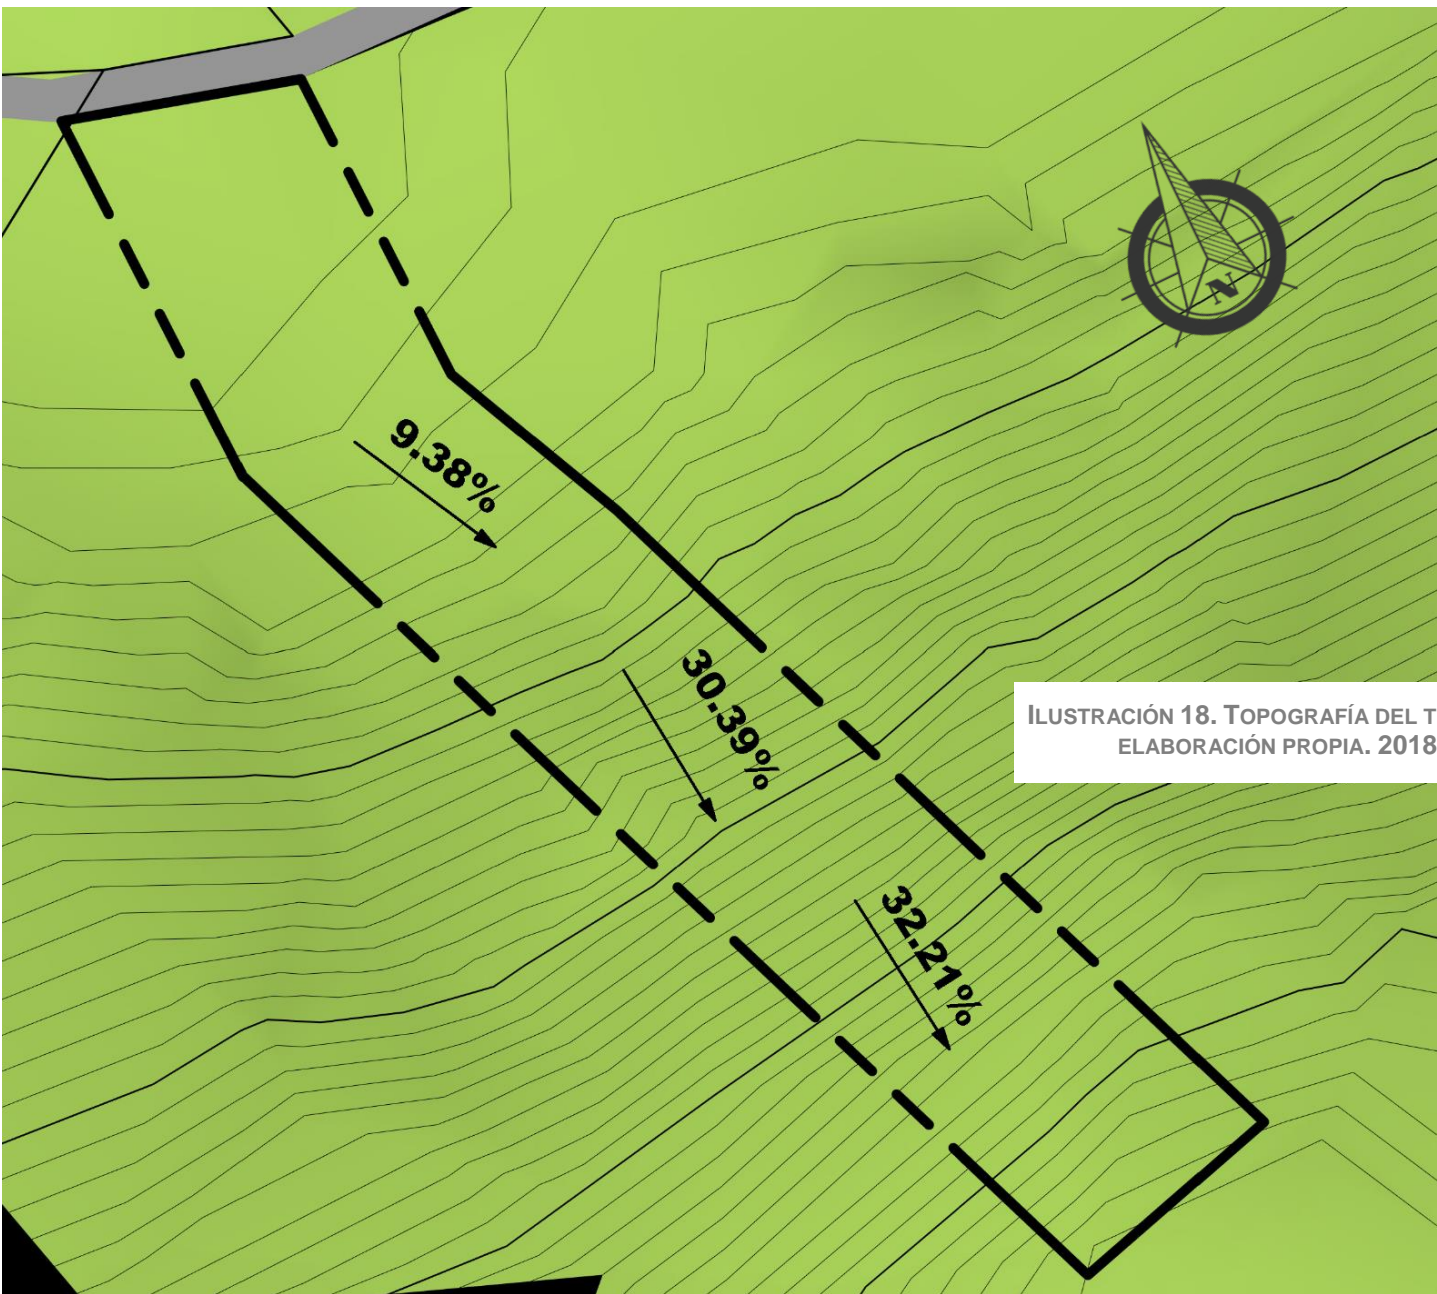 N
9.38%
30.39%
ILUSTRACIÓN 18. TOPOGRAFÍA DEL T
ELABORACIÓN PROPIA. 2018
32.21%